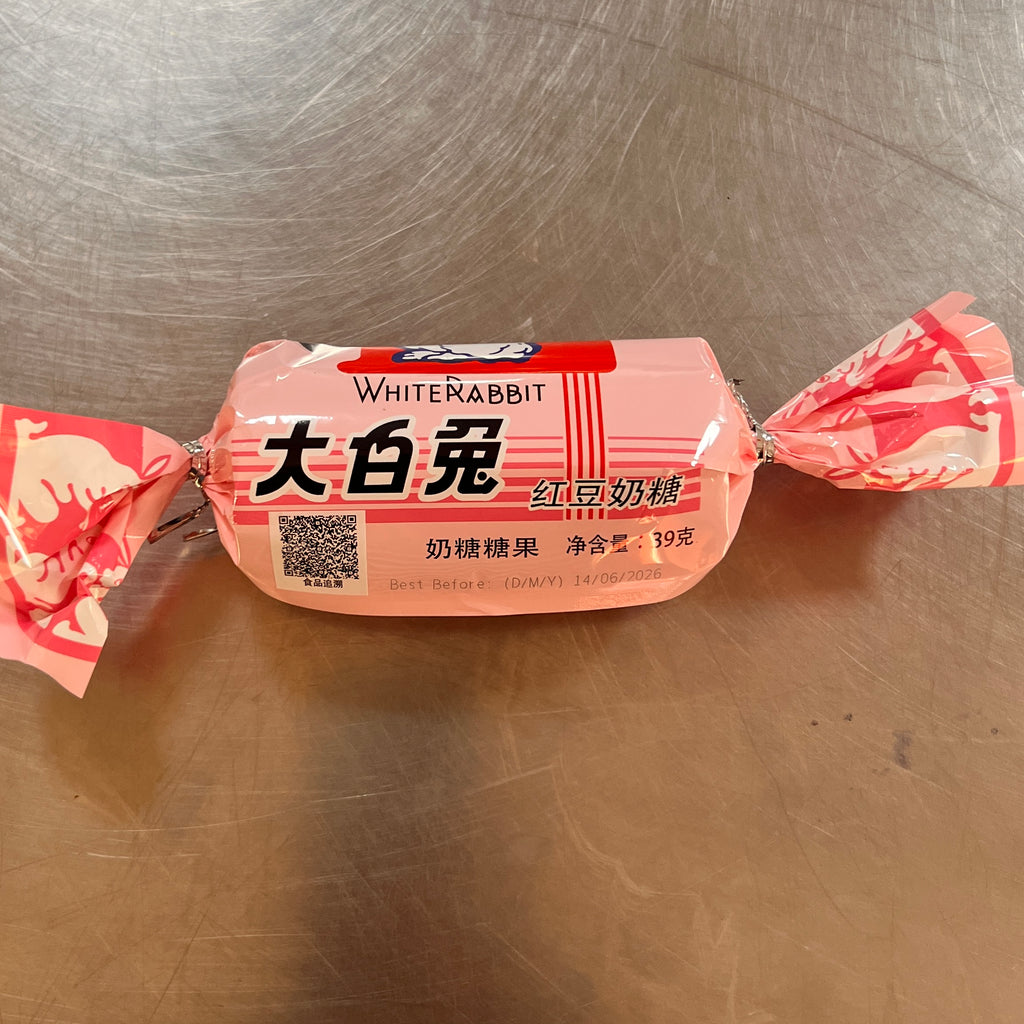 WHITERABBIT
大白兔
红豆奶糖
奶糖糖果 净含量：39克
食品追溯
Best Before: (D/M/Y) 14/06/2026